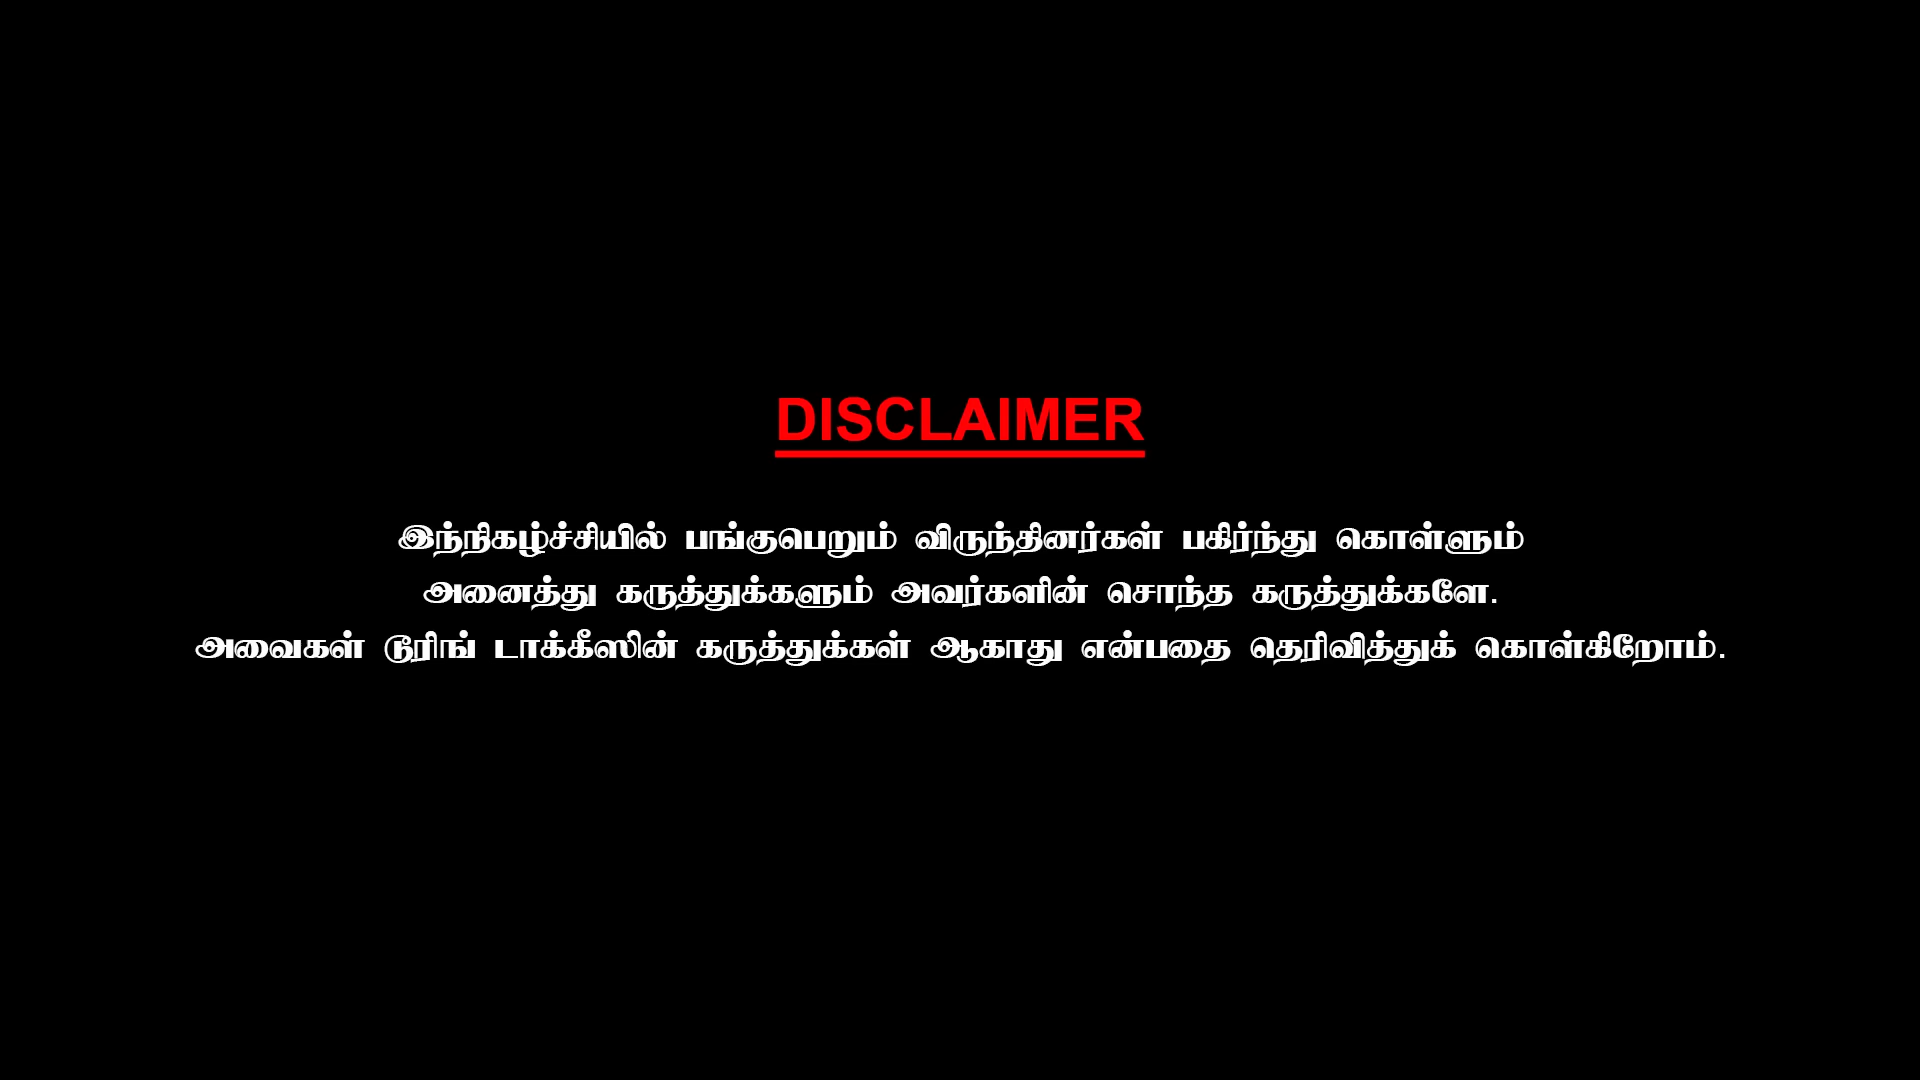 DISCLAIMER
இந்நிகழ்ச்சியில் பங்குபெறும் விருந்தினர்கள் பகிர்ந்து கொள்ளும்
அனைத்து கருத்துக்களும் அவர்களின் சொந்த கருத்துக்களே.
அவைகள் டூரிங் டாக்கீஸின் கருத்துக்கள் ஆகாது என்பதை தெரிவித்துக் கொள்கிறோம்.